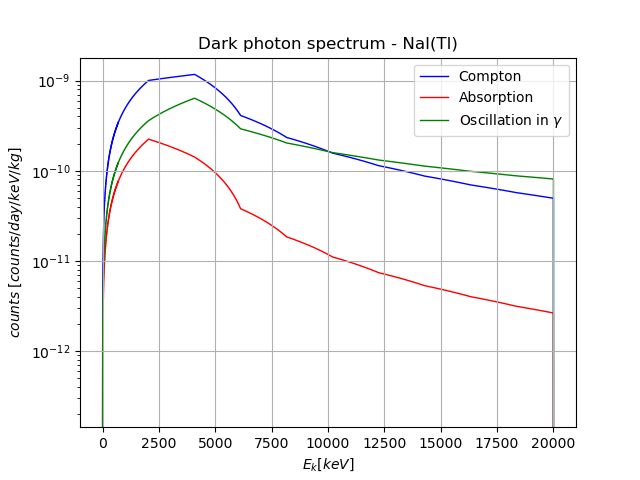 Dark photon spectrum - NaI(Tl)
Compton
Absorption
Oscillation in γ
counts [counts/day/keV/kg]
10⁻⁹
10⁻¹⁰
10⁻¹¹
10⁻¹²
0 2500 5000 7500 10000 12500 15000 17500 20000
Eₖ[keV]